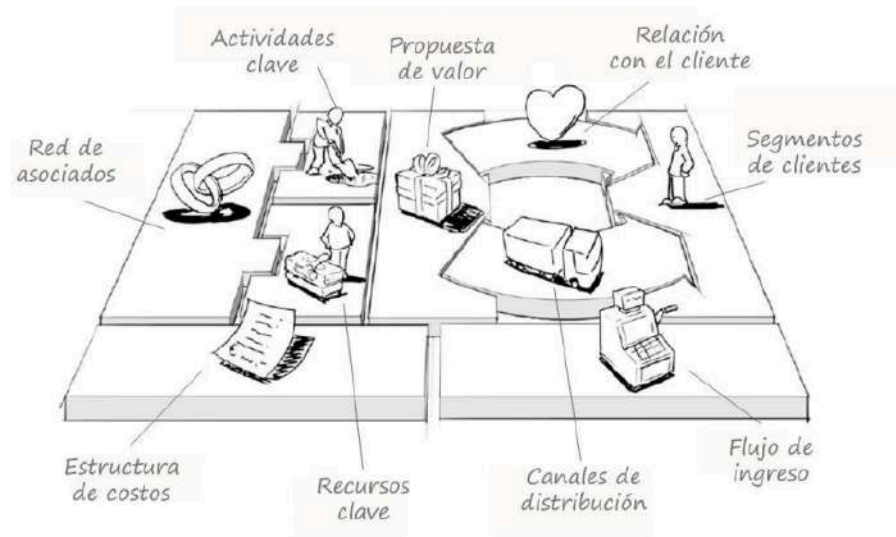 Actividades
clave
Propuesta
de valor
Relación
con el cliente
Red de
asociados
Segmentos
de clientes
Estructura
de costos
Recursos
clave
Canales de
distribución
Flujo de
ingreso